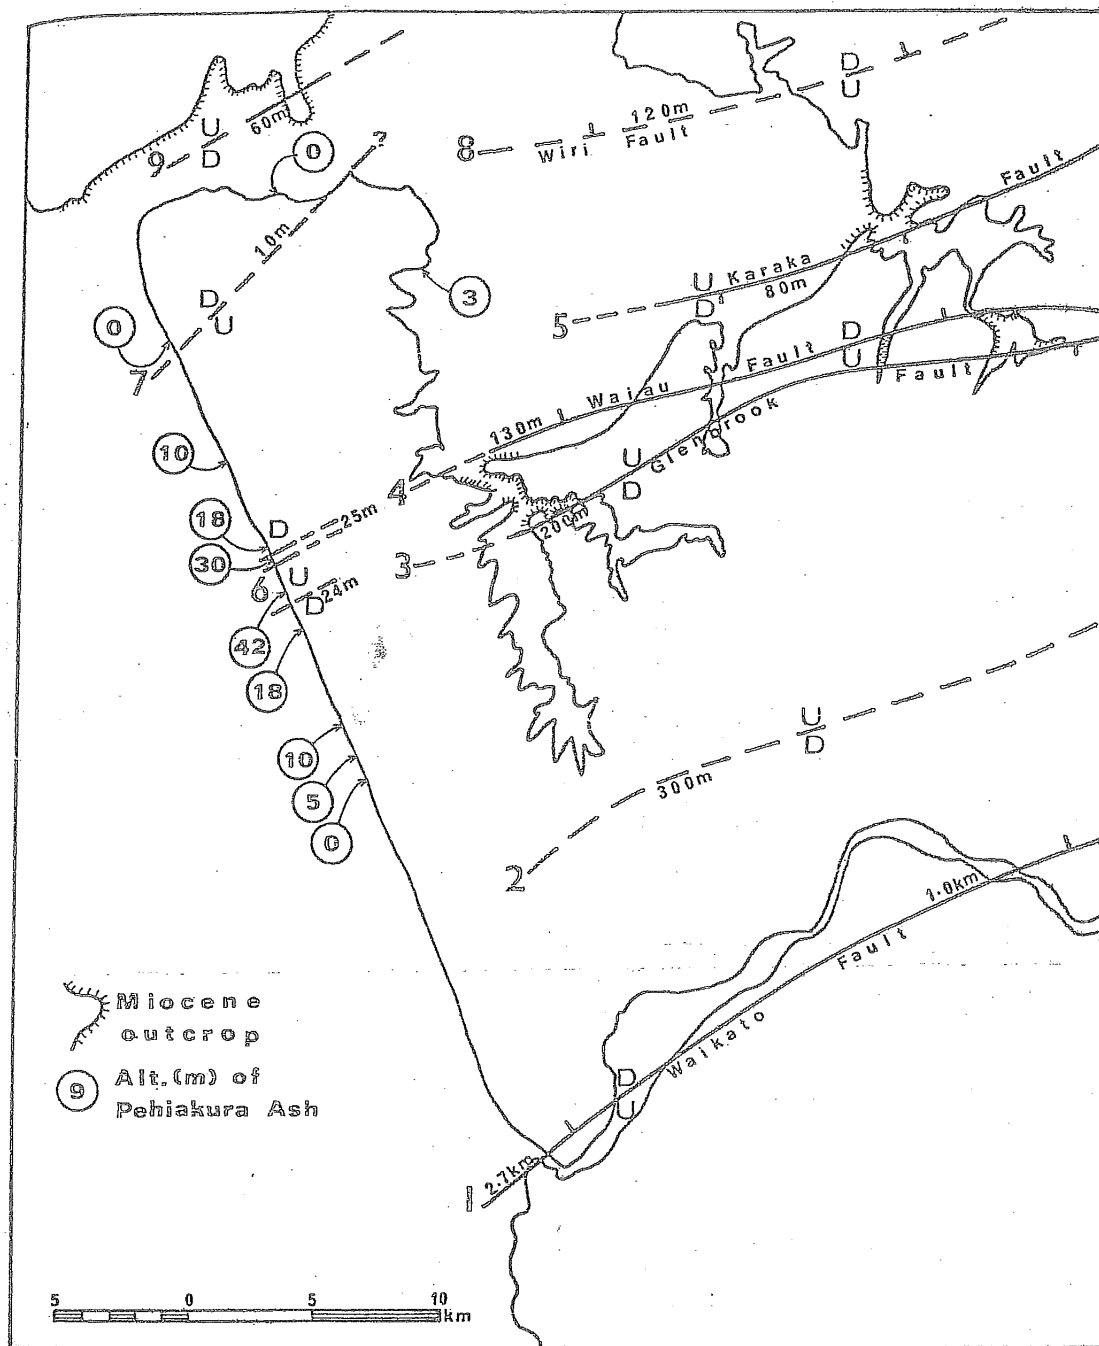 U
D
60m
9
0
?
8
Wiri Fault
120m
D
U
10m
D
U
7
0
3
U
D
Karaka Fault
80m
5
D
U
Waiau Fault
130m
4
U
D
Glenbrook Fault
200m
3
10
18
30
D
25m
6
U
D
24m
42
18
10
5
0
U
D
300m
2
1.0km
Waikato Fault
D
U
2.7km
1
Miocene
outcrop
9
Alt.(m) of
Pehiakura Ash
5 0 5 10
km